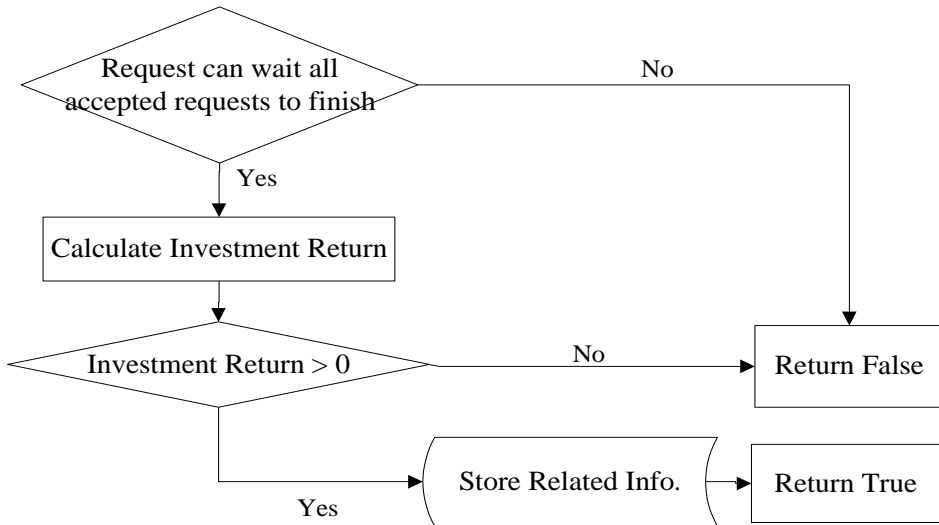 Request can wait all
accepted requests to finish
No
Yes
Calculate Investment Return
Investment Return > 0
No
Return False
Yes
Store Related Info.
Return True